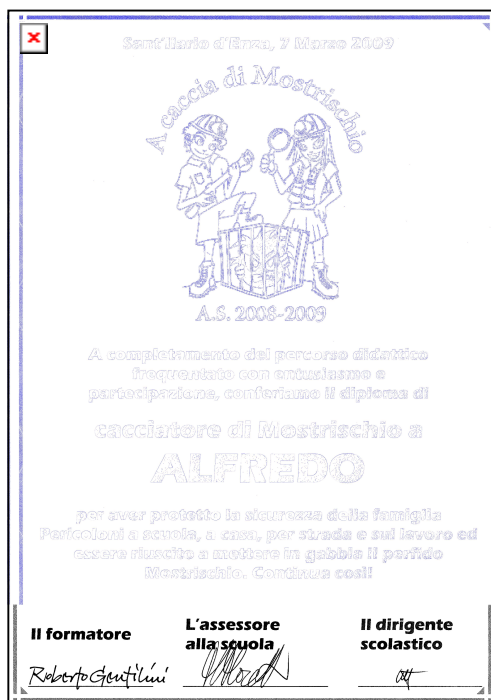 Sant'Ilario d'Enza, 7 Marzo 2009
A caccia di Mostrischio
A.S. 2008-2009
A completamento del percorso didattico
frequentato con entusiasmo e
partecipazione, conferiamo il diploma di
cacciatore di Mostrischio a
ALFREDO
per aver protetto la sicurezza della famiglia
Pericoloni a scuola, a casa, per strada e sul lavoro ed
essere riuscito a mettere in gabbia il perfido
Mostrischio. Continua così!
Il formatore
L'assessore
alla scuola
Il dirigente
scolastico
Roberto Gentilini